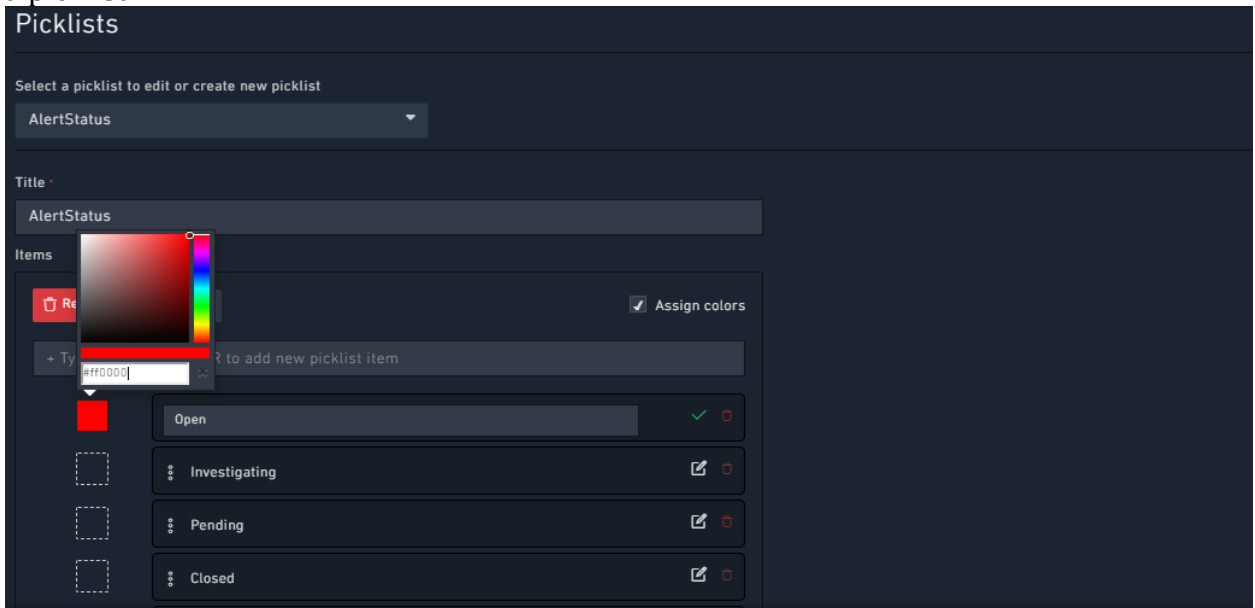 Picklists
Select a picklist to edit or create new picklist
AlertStatus
Title
AlertStatus
Items
Assign colors
R to add new picklist item
#ff0000
Open
Investigating
Pending
Closed